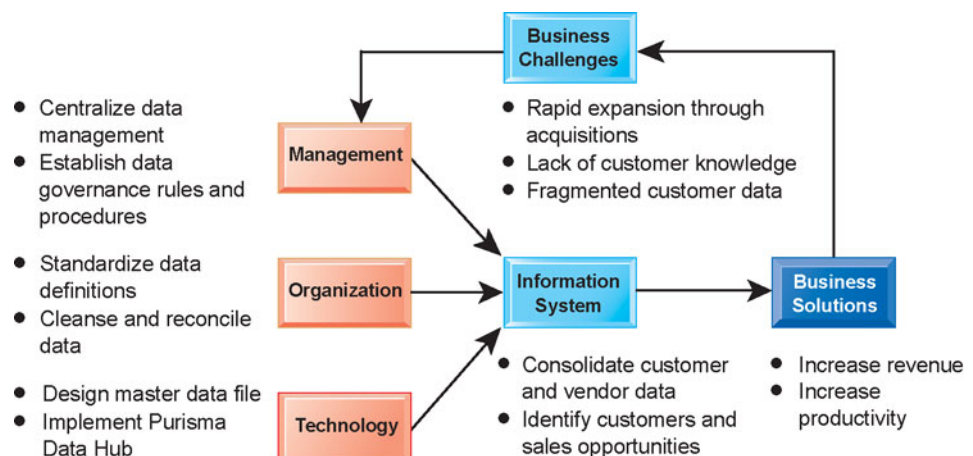 Business
Challenges
● Rapid expansion through
acquisitions
● Lack of customer knowledge
● Fragmented customer data
● Centralize data
management
● Establish data
governance rules and
procedures
Management
● Standardize data
definitions
● Cleanse and reconcile
data
Organization
Information
System
Business
Solutions
● Design master data file
● Implement Purisma
Data Hub
Technology
● Consolidate customer
and vendor data
● Identify customers and
sales opportunities
● Increase revenue
● Increase
productivity